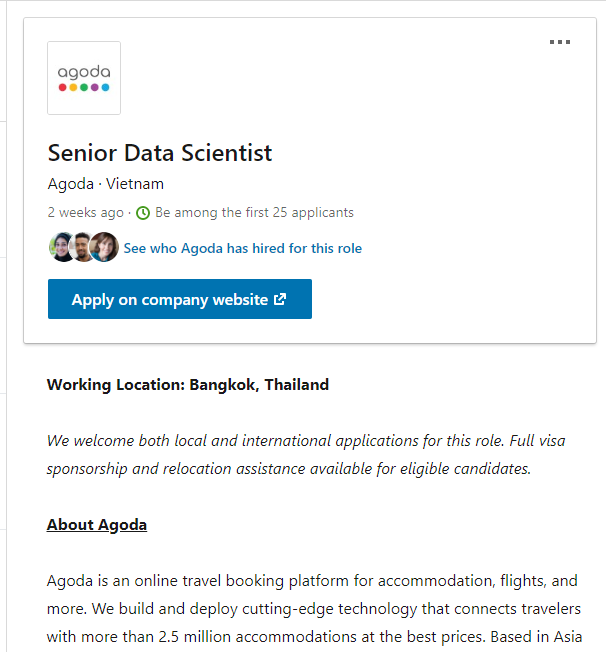 agoda
Senior Data Scientist
Agoda · Vietnam
2 weeks ago · Be among the first 25 applicants
See who Agoda has hired for this role
Apply on company website
Working Location: Bangkok, Thailand
We welcome both local and international applications for this role. Full visa
sponsorship and relocation assistance available for eligible candidates.
About Agoda
Agoda is an online travel booking platform for accommodation, flights, and
more. We build and deploy cutting-edge technology that connects travelers
with more than 2.5 million accommodations at the best prices. Based in Asia